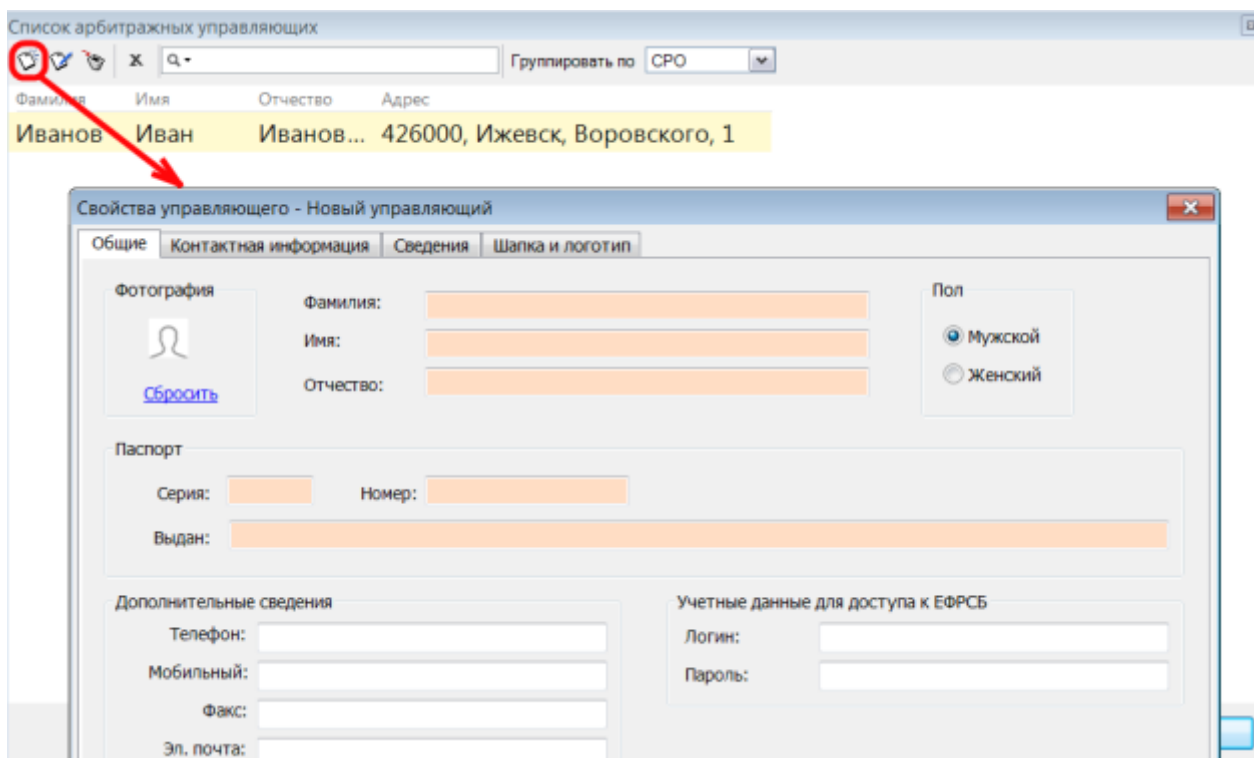 Список арбитражных управляющих
Группировать по СРО
Фамилия Имя Отчество Адрес
Иванов Иван Иванов... 426000, Ижевск, Воровского, 1
Свойства управляющего - Новый управляющий
Общие Контактная информация Сведения Шапка и логотип
Фотография Пол
Фамилия:
Имя: Мужской
Отчество: Женский
Сбросить
Паспорт
Серия: Номер:
Выдан:
Дополнительные сведения Учетные данные для доступа к ЕФРСБ
Телефон: Логин:
Мобильный: Пароль:
Факс:
Эл. почта: